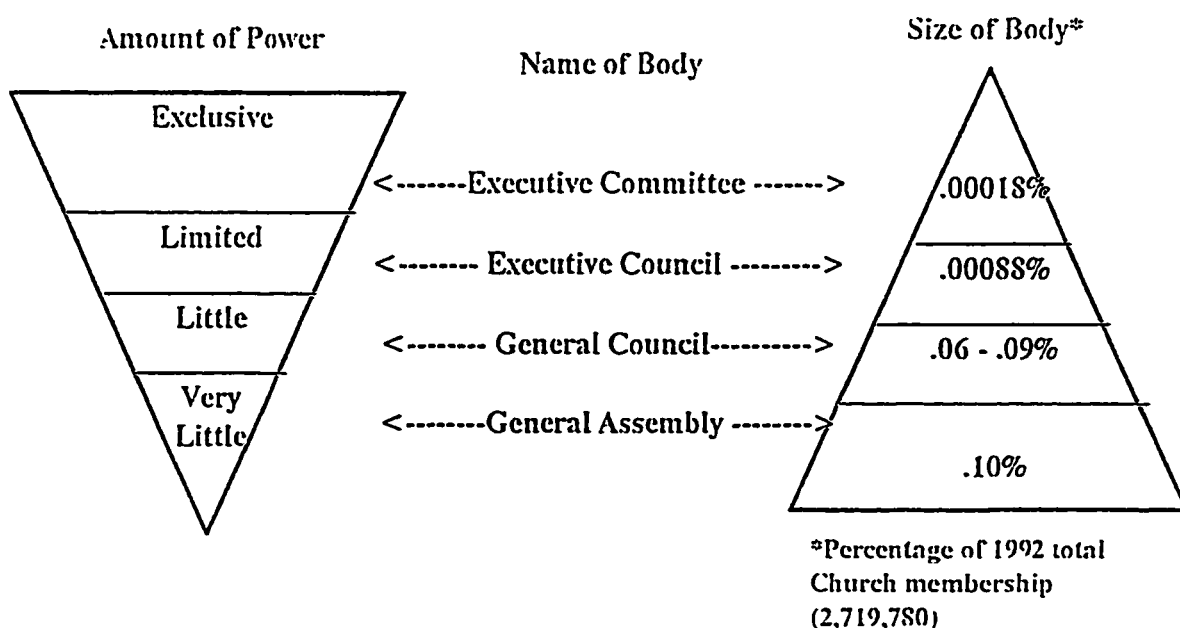 Amount of Power
Name of Body
Size of Body*
Exclusive
<-------Executive Committee ------->
.00018%
Limited
<-------- Executive Council -------->
.00088%
Little
<--------- General Council--------->
.06 - .09%
Very
Little
<--------General Assembly ------->
.10%
*Percentage of 1992 total
Church membership
(2,719,780)